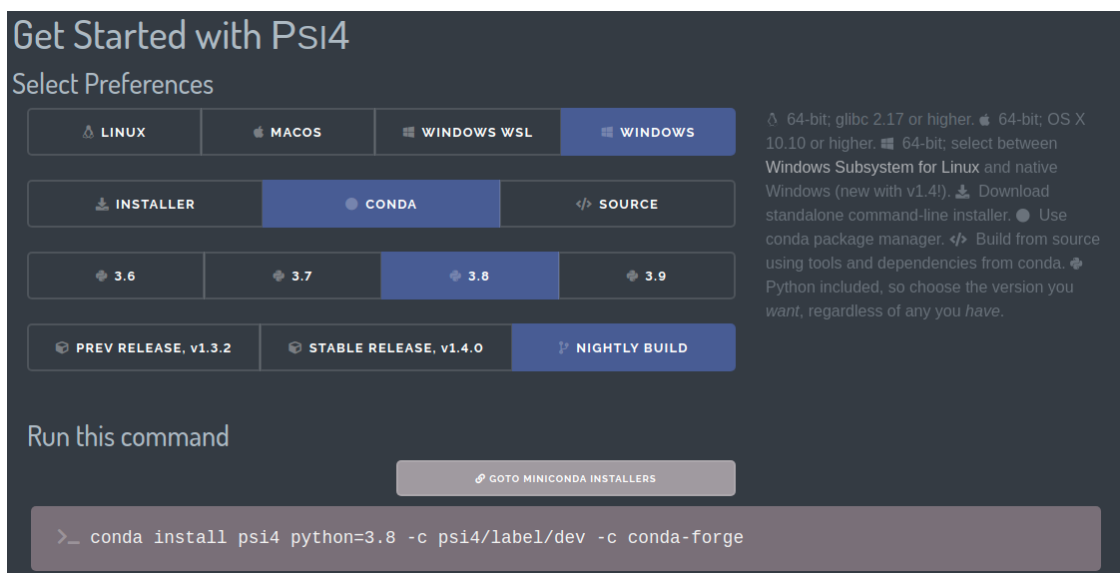 Get Started with PSI4
Select Preferences
LINUX
MACOS
WINDOWS WSL
WINDOWS
INSTALLER
CONDA
</> SOURCE
3.6
3.7
3.8
3.9
PREV RELEASE, V1.3.2
STABLE RELEASE, V1.4.0
NIGHTLY BUILD
64-bit; glibc 2.17 or higher. 64-bit; OS X
10.10 or higher. 64-bit; select between
Windows Subsystem for Linux and native
Windows (new with v1.4!). Download
standalone command-line installer. Use
conda package manager. </> Build from source
using tools and dependencies from conda.
Python included, so choose the version you
want, regardless of any you have.
Run this command
GOTO MINICONDA INSTALLERS
>_ conda install psi4 python=3.8 -c psi4/label/dev -c conda-forge